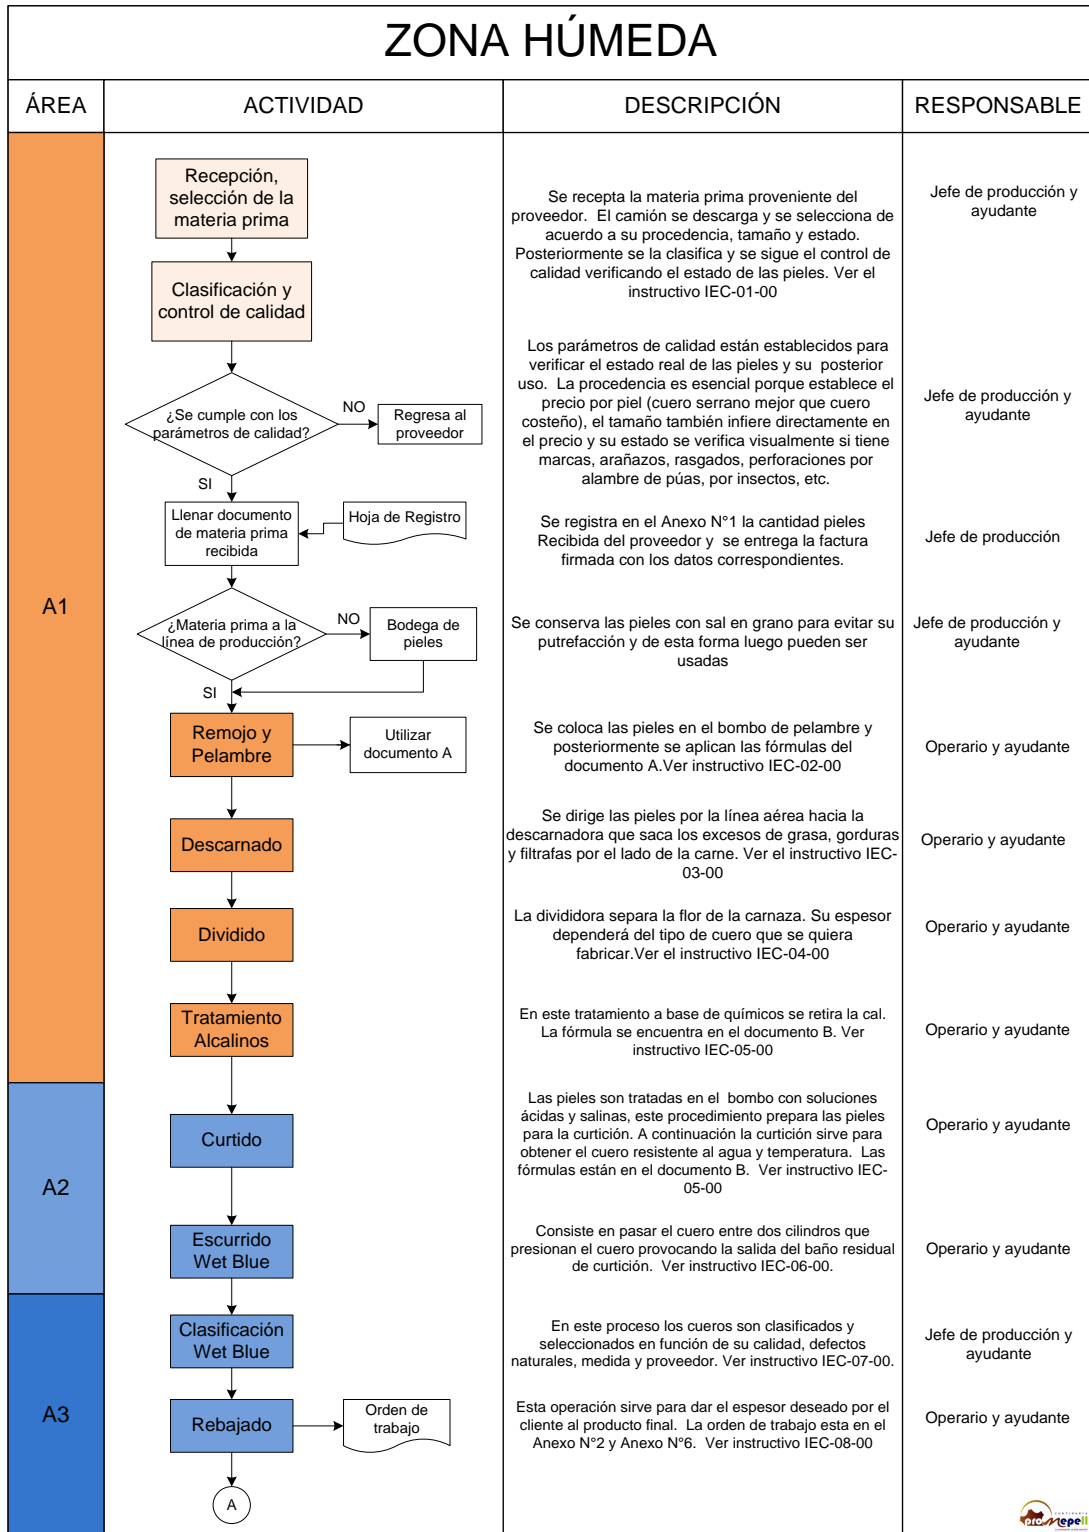 ZONA HÚMEDA
ÁREA
ACTIVIDAD
DESCRIPCIÓN
RESPONSABLE
A1
Recepción,
selección de la
materia prima
Se recepta la materia prima proveniente del
proveedor. El camión se descarga y se selecciona de
acuerdo a su procedencia, tamaño y estado.
Posteriormente se la clasifica y se sigue el control de
calidad verificando el estado de las pieles. Ver el
instructivo IEC-01-00
Jefe de producción y
ayudante
Clasificación y
control de calidad
¿Se cumple con los
parámetros de calidad?
NO
Regresa al
proveedor
SI
Los parámetros de calidad están establecidos para
verificar el estado real de las pieles y su posterior
uso. La procedencia es esencial porque establece el
precio por piel (cuero serrano mejor que cuero
costeño), el tamaño también infiere directamente en
el precio y su estado se verifica visualmente si tiene
marcas, arañazos, rasgados, perforaciones por
alambre de púas, por insectos, etc.
Jefe de producción y
ayudante
Llenar documento
de materia prima
recibida
Hoja de Registro
Se registra en el Anexo N°1 la cantidad pieles
Recibida del proveedor y se entrega la factura
firmada con los datos correspondientes.
Jefe de producción
¿Materia prima a la
línea de producción?
NO
Bodega de
pieles
SI
Se conserva las pieles con sal en grano para evitar su
putrefacción y de esta forma luego pueden ser
usadas
Jefe de producción y
ayudante
Remojo y
Pelambre
Utilizar
documento A
Se coloca las pieles en el bombo de pelambre y
posteriormente se aplican las fórmulas del
documento A.Ver instructivo IEC-02-00
Operario y ayudante
Descarnado
Se dirige las pieles por la línea aérea hacia la
descarnadora que saca los excesos de grasa, gorduras
y filtrafas por el lado de la carne. Ver el instructivo IEC-
03-00
Operario y ayudante
Dividido
La divididora separa la flor de la carnaza. Su espesor
dependerá del tipo de cuero que se quiera
fabricar.Ver el instructivo IEC-04-00
Operario y ayudante
Tratamiento
Alcalinos
En este tratamiento a base de químicos se retira la cal.
La fórmula se encuentra en el documento B. Ver
instructivo IEC-05-00
Operario y ayudante
A2
Curtido
Las pieles son tratadas en el bombo con soluciones
ácidas y salinas, este procedimiento prepara las pieles
para la curtición. A continuación la curtición sirve para
obtener el cuero resistente al agua y temperatura. Las
fórmulas están en el documento B. Ver instructivo IEC-
05-00
Operario y ayudante
Escurrido
Wet Blue
Consiste en pasar el cuero entre dos cilindros que
presionan el cuero provocando la salida del baño residual
de curtición. Ver instructivo IEC-06-00.
Operario y ayudante
A3
Clasificación
Wet Blue
En este proceso los cueros son clasificados y
seleccionados en función de su calidad, defectos
naturales, medida y proveedor. Ver instructivo IEC-07-00.
Jefe de producción y
ayudante
Rebajado
Orden de
trabajo
Esta operación sirve para dar el espesor deseado por el
cliente al producto final. La orden de trabajo esta en el
Anexo N°2 y Anexo N°6. Ver instructivo IEC-08-00
Operario y ayudante
A